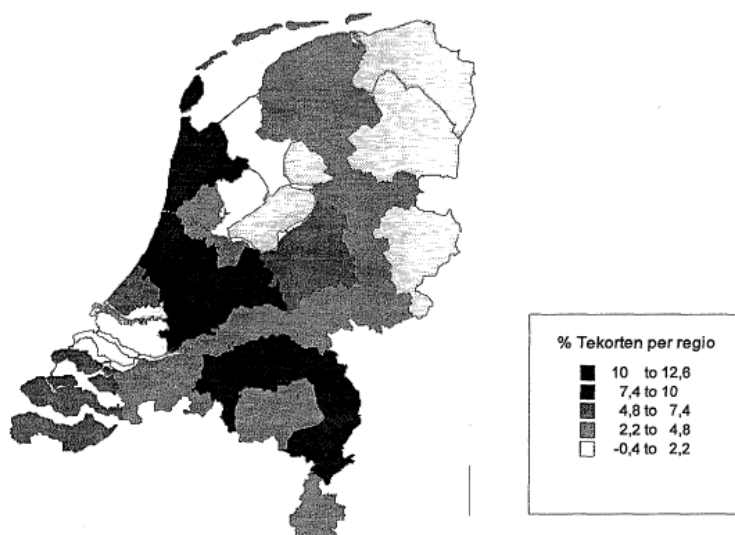 % Tekorten per regio
10 to 12,6
7,4 to 10
4,8 to 7,4
2,2 to 4,8
-0,4 to 2,2